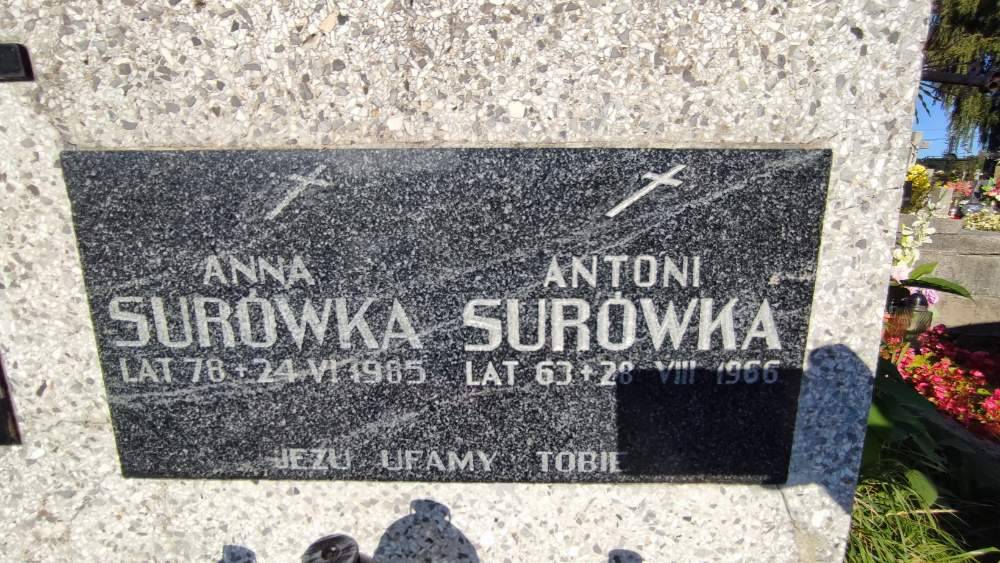 ANNA
SURÓWKA
LAT 78 + 24 VI 1985
ANTONI
SURÓWKA
LAT 63 + 28 VIII 1966
JEZU UFAMY TOBIE